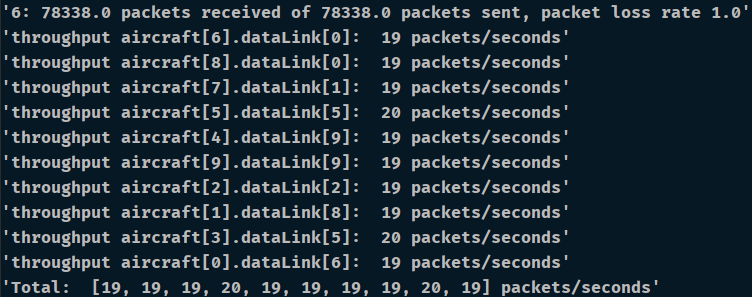 '6: 78338.0 packets received of 78338.0 packets sent, packet loss rate 1.0'
'throughput aircraft[6].dataLink[0]:  19 packets/seconds'
'throughput aircraft[8].dataLink[0]:  19 packets/seconds'
'throughput aircraft[7].dataLink[1]:  19 packets/seconds'
'throughput aircraft[5].dataLink[5]:  20 packets/seconds'
'throughput aircraft[4].dataLink[9]:  19 packets/seconds'
'throughput aircraft[9].dataLink[9]:  19 packets/seconds'
'throughput aircraft[2].dataLink[2]:  19 packets/seconds'
'throughput aircraft[1].dataLink[8]:  19 packets/seconds'
'throughput aircraft[3].dataLink[5]:  20 packets/seconds'
'throughput aircraft[0].dataLink[6]:  19 packets/seconds'
'Total:  [19, 19, 19, 20, 19, 19, 19, 19, 20, 19] packets/seconds'